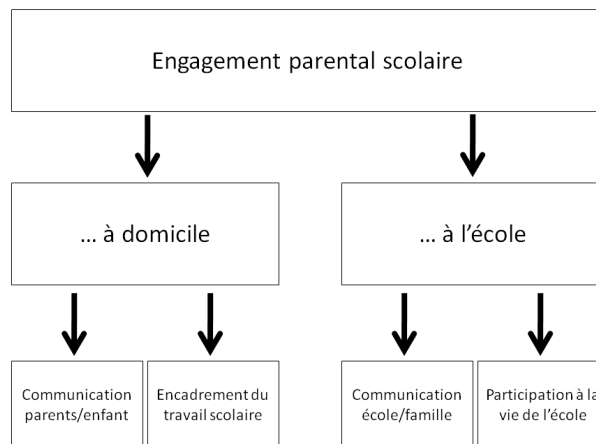 Engagement parental scolaire
... à domicile
... à l'école
Communication
parents/enfant
Encadrement du
travail scolaire
Communication
école/famille
Participation à la
vie de l'école